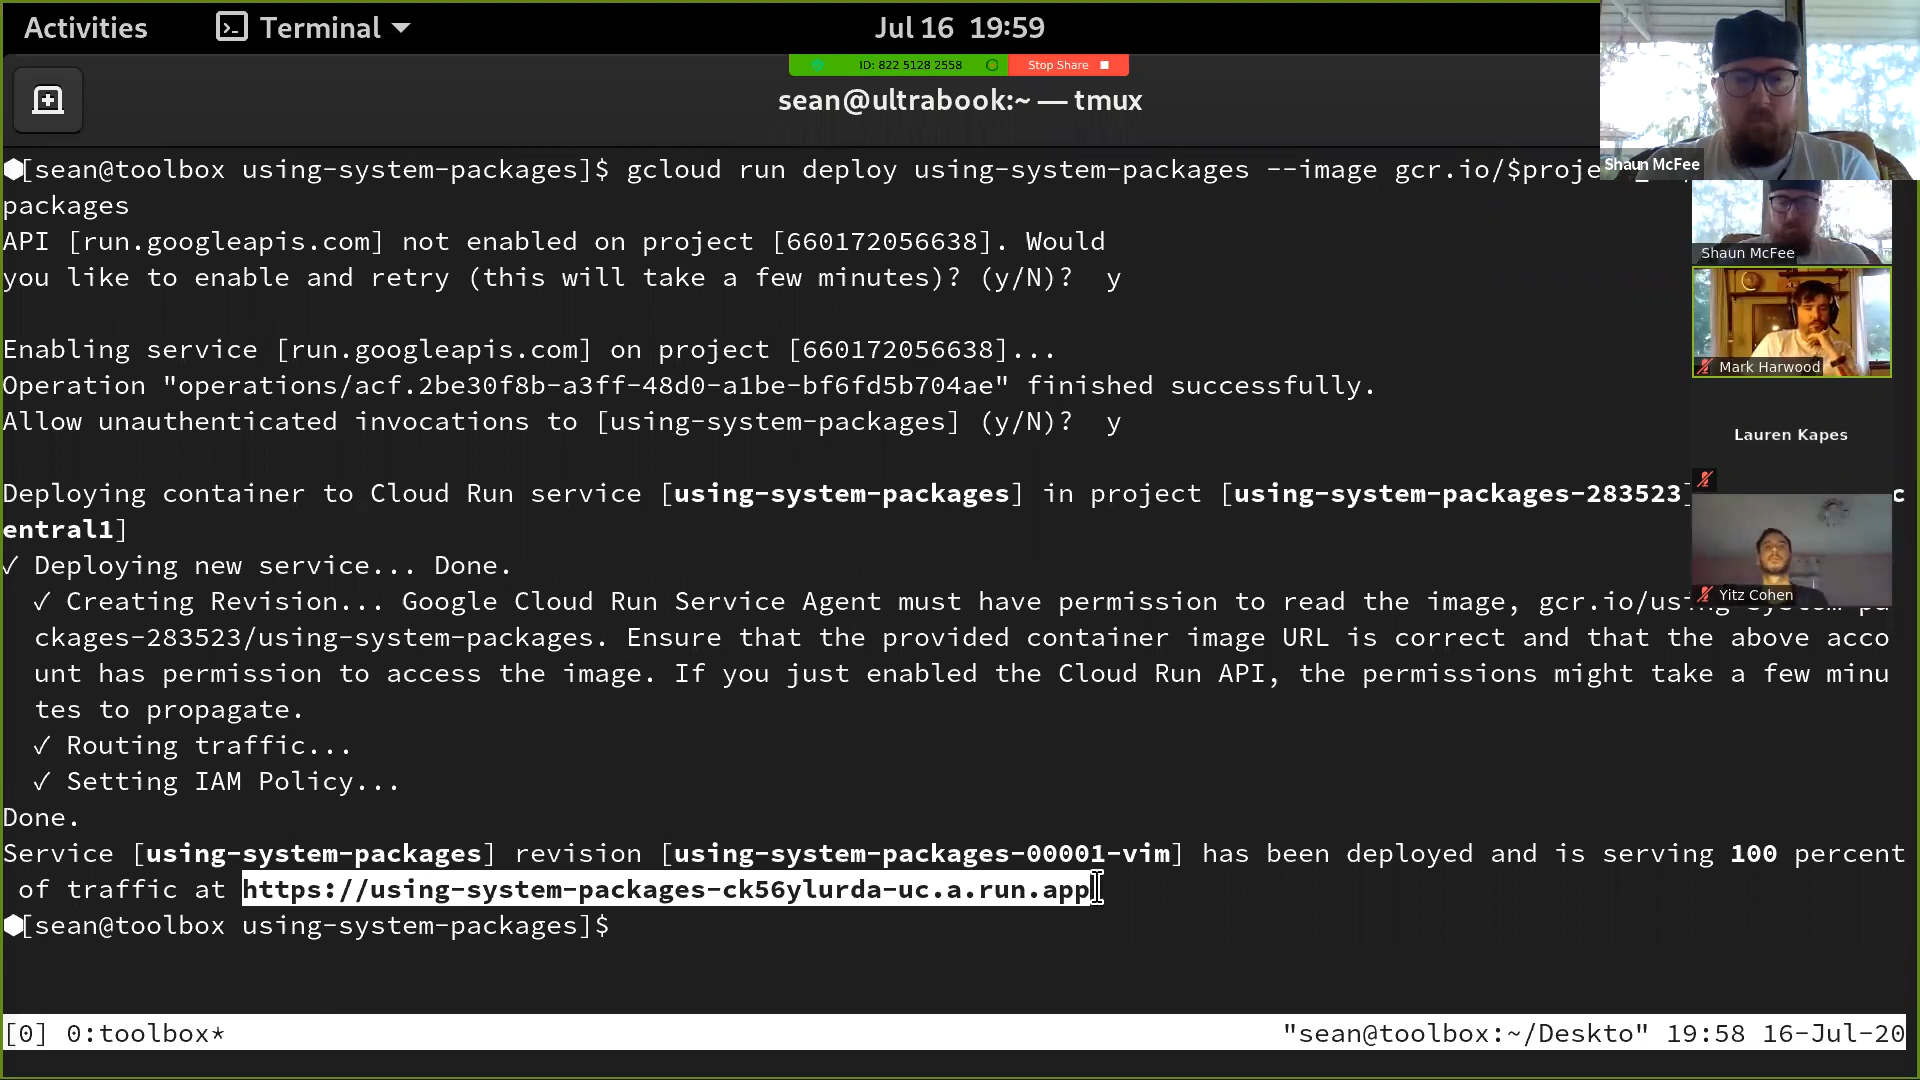 Activities Terminal Jul 16 19:59
ID: 822 5128 2558 Stop Share
sean@ultrabook:~ — tmux
Shaun McFee
[sean@toolbox using-system-packages]$ gcloud run deploy using-system-packages --image gcr.io/$proje
packages
API [run.googleapis.com] not enabled on project [660172056638]. Would
you like to enable and retry (this will take a few minutes)? (y/N)? y
Shaun McFee
Enabling service [run.googleapis.com] on project [660172056638]...
Mark Harwood
Operation "operations/acf.2be30f8b-a3ff-48d0-a1be-bf6fd5b704ae" finished successfully.
Allow unauthenticated invocations to [using-system-packages] (y/N)? y
Lauren Kapes
Deploying container to Cloud Run service [using-system-packages] in project [using-system-packages-283523] c
entral1]
✓ Deploying new service... Done.
Yitz Cohen
✓ Creating Revision... Google Cloud Run Service Agent must have permission to read the image, gcr.io/using-system-pa
ckages-283523/using-system-packages. Ensure that the provided container image URL is correct and that the above acco
unt has permission to access the image. If you just enabled the Cloud Run API, the permissions might take a few minu
tes to propagate.
✓ Routing traffic...
✓ Setting IAM Policy...
Done.
Service [using-system-packages] revision [using-system-packages-00001-vim] has been deployed and is serving 100 percent
of traffic at https://using-system-packages-ck56ylurda-uc.a.run.app
[sean@toolbox using-system-packages]$
[0] 0:toolbox* "sean@toolbox:~/Deskto" 19:58 16-Jul-20